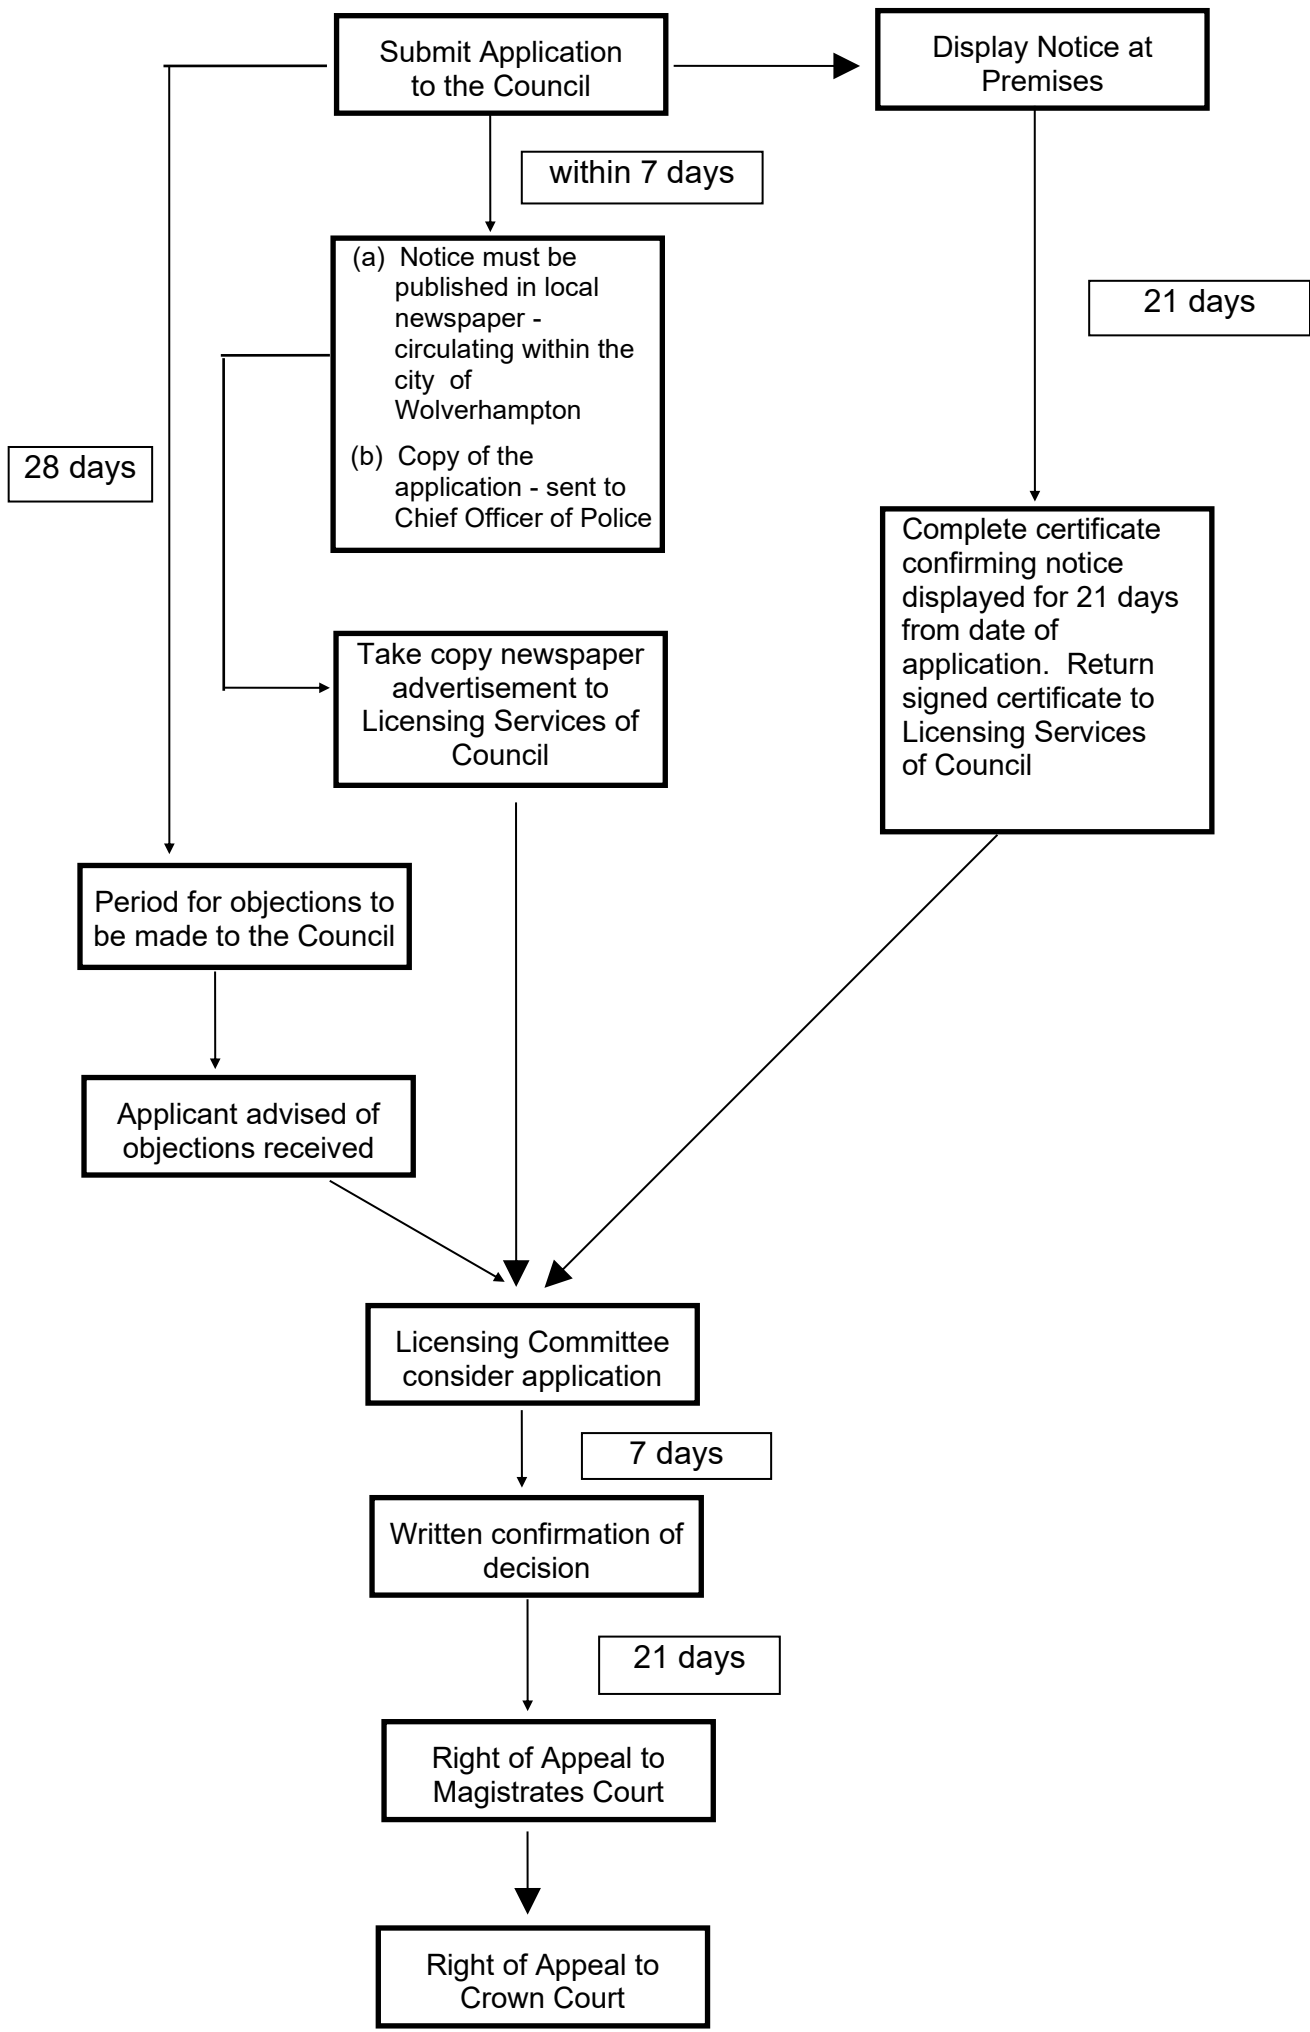 Submit Application
to the Council
Display Notice at
Premises
within 7 days
(a) Notice must be
published in local
newspaper -
circulating within the
city of
Wolverhampton
(b) Copy of the
application - sent to
Chief Officer of Police
21 days
28 days
Complete certificate
confirming notice
displayed for 21 days
from date of
application. Return
signed certificate to
Licensing Services
of Council
Take copy newspaper
advertisement to
Licensing Services of
Council
Period for objections to
be made to the Council
Applicant advised of
objections received
Licensing Committee
consider application
7 days
Written confirmation of
decision
21 days
Right of Appeal to
Magistrates Court
Right of Appeal to
Crown Court